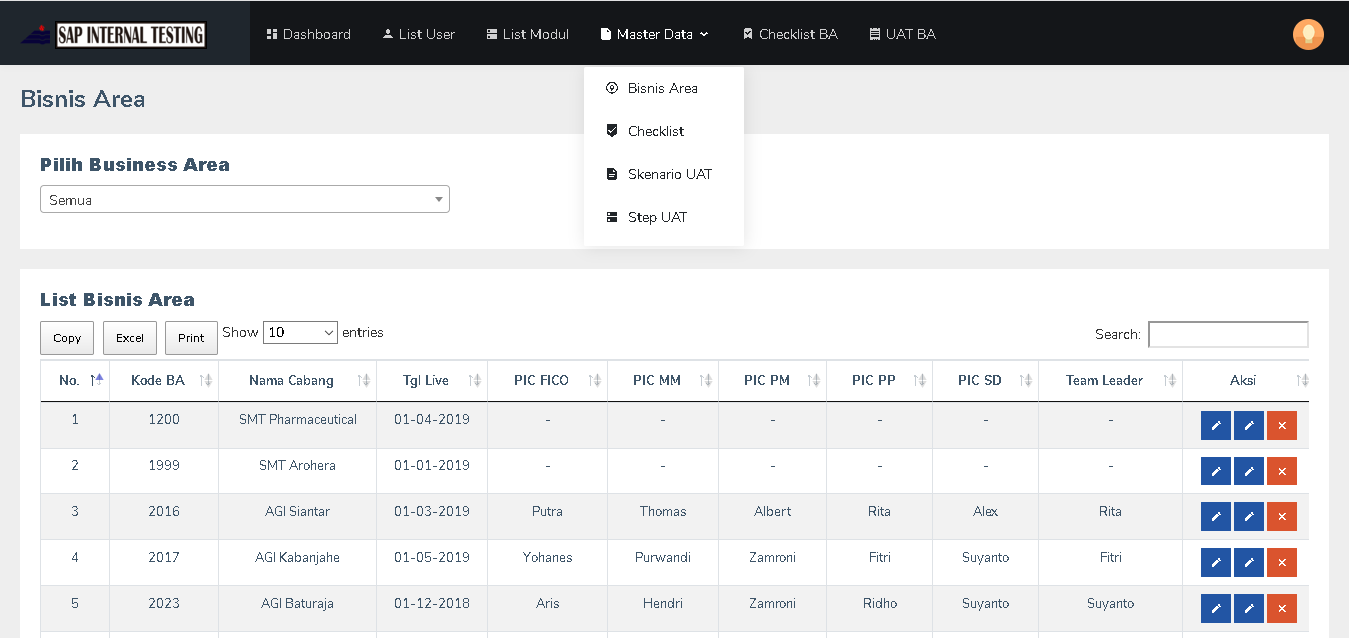 SAP INTERNAL TESTING
Dashboard List User List Modul Master Data Checklist BA UAT BA
Bisnis Area
Checklist
Skenario UAT
Step UAT
Bisnis Area
Pilih Business Area
Semua
List Bisnis Area
Copy Excel Print Show 10 entries Search:
No. Kode BA Nama Cabang Tgl Live PIC FICO PIC MM PIC PM PIC PP PIC SD Team Leader Aksi
1 1200 SMT Pharmaceutical 01-04-2019 - - - - - -
2 1999 SMT Arohera 01-01-2019 - - - - - -
3 2016 AGI Siantar 01-03-2019 Putra Thomas Albert Rita Alex Rita
4 2017 AGI Kabanjahe 01-05-2019 Yohanes Purwandi Zamroni Fitri Suyanto Fitri
5 2023 AGI Baturaja 01-12-2018 Aris Hendri Zamroni Ridho Suyanto Suyanto